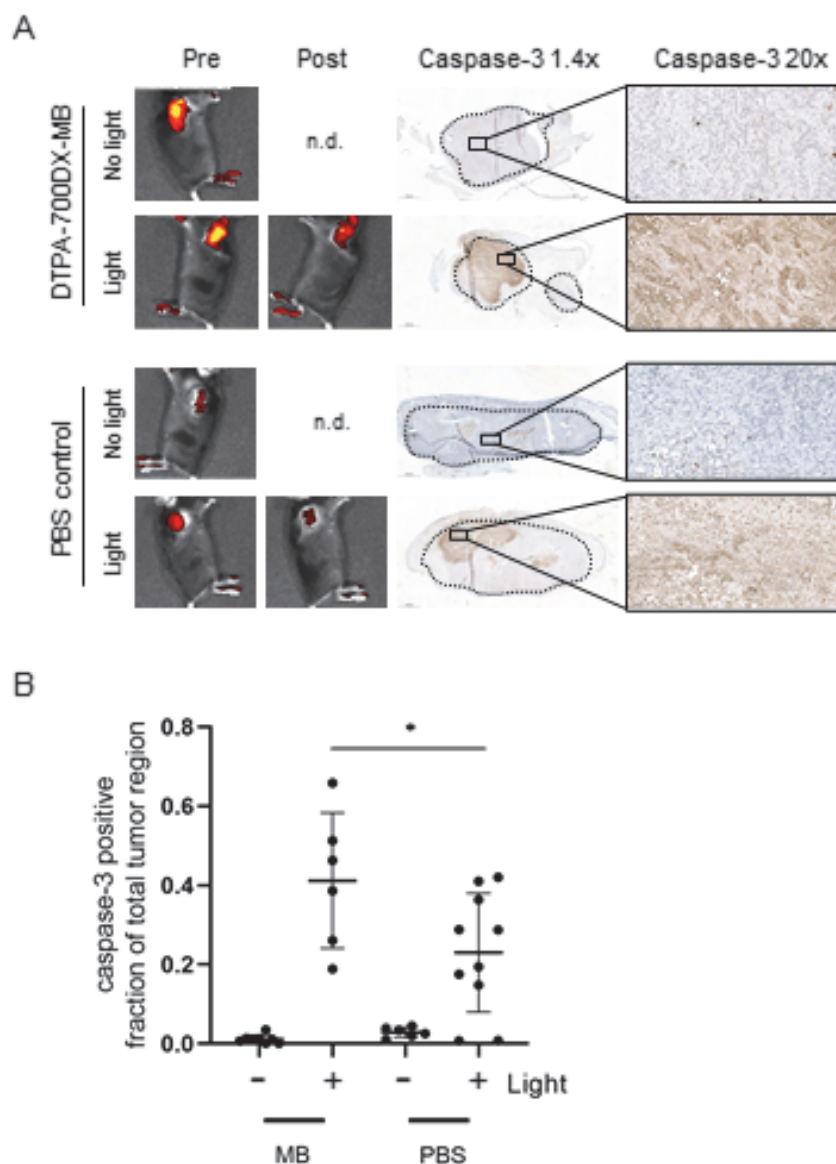 A
Pre Post Caspase-3 1.4x Caspase-3 20x
DTPA-700DX-MB
No light
n.d.
Light
PBS control
No light
n.d.
Light
B
caspase-3 positive
fraction of total tumor region
0.8
0.6
0.4
0.2
0.0
*
- + - + Light
MB PBS